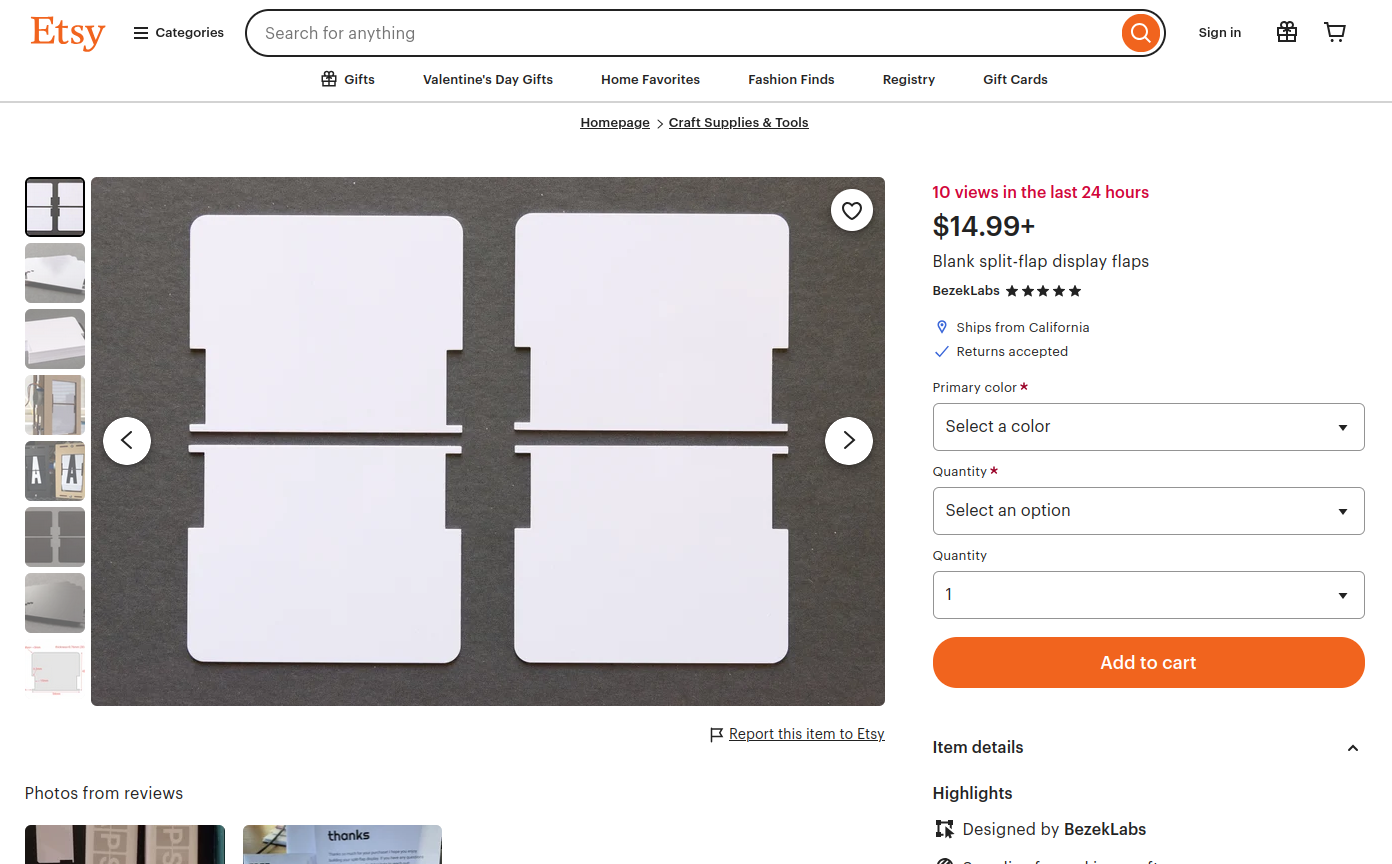 Etsy
Categories
Search for anything
Sign in
Gifts
Valentine's Day Gifts
Home Favorites
Fashion Finds
Registry
Gift Cards
Homepage
Craft Supplies & Tools
10 views in the last 24 hours
$14.99+
Blank split-flap display flaps
BezekLabs
Ships from California
Returns accepted
Primary color *
Select a color
Quantity *
Select an option
Quantity
1
Add to cart
A A
Report this item to Etsy
Item details
Highlights
Designed by BezekLabs
Photos from reviews
thanks